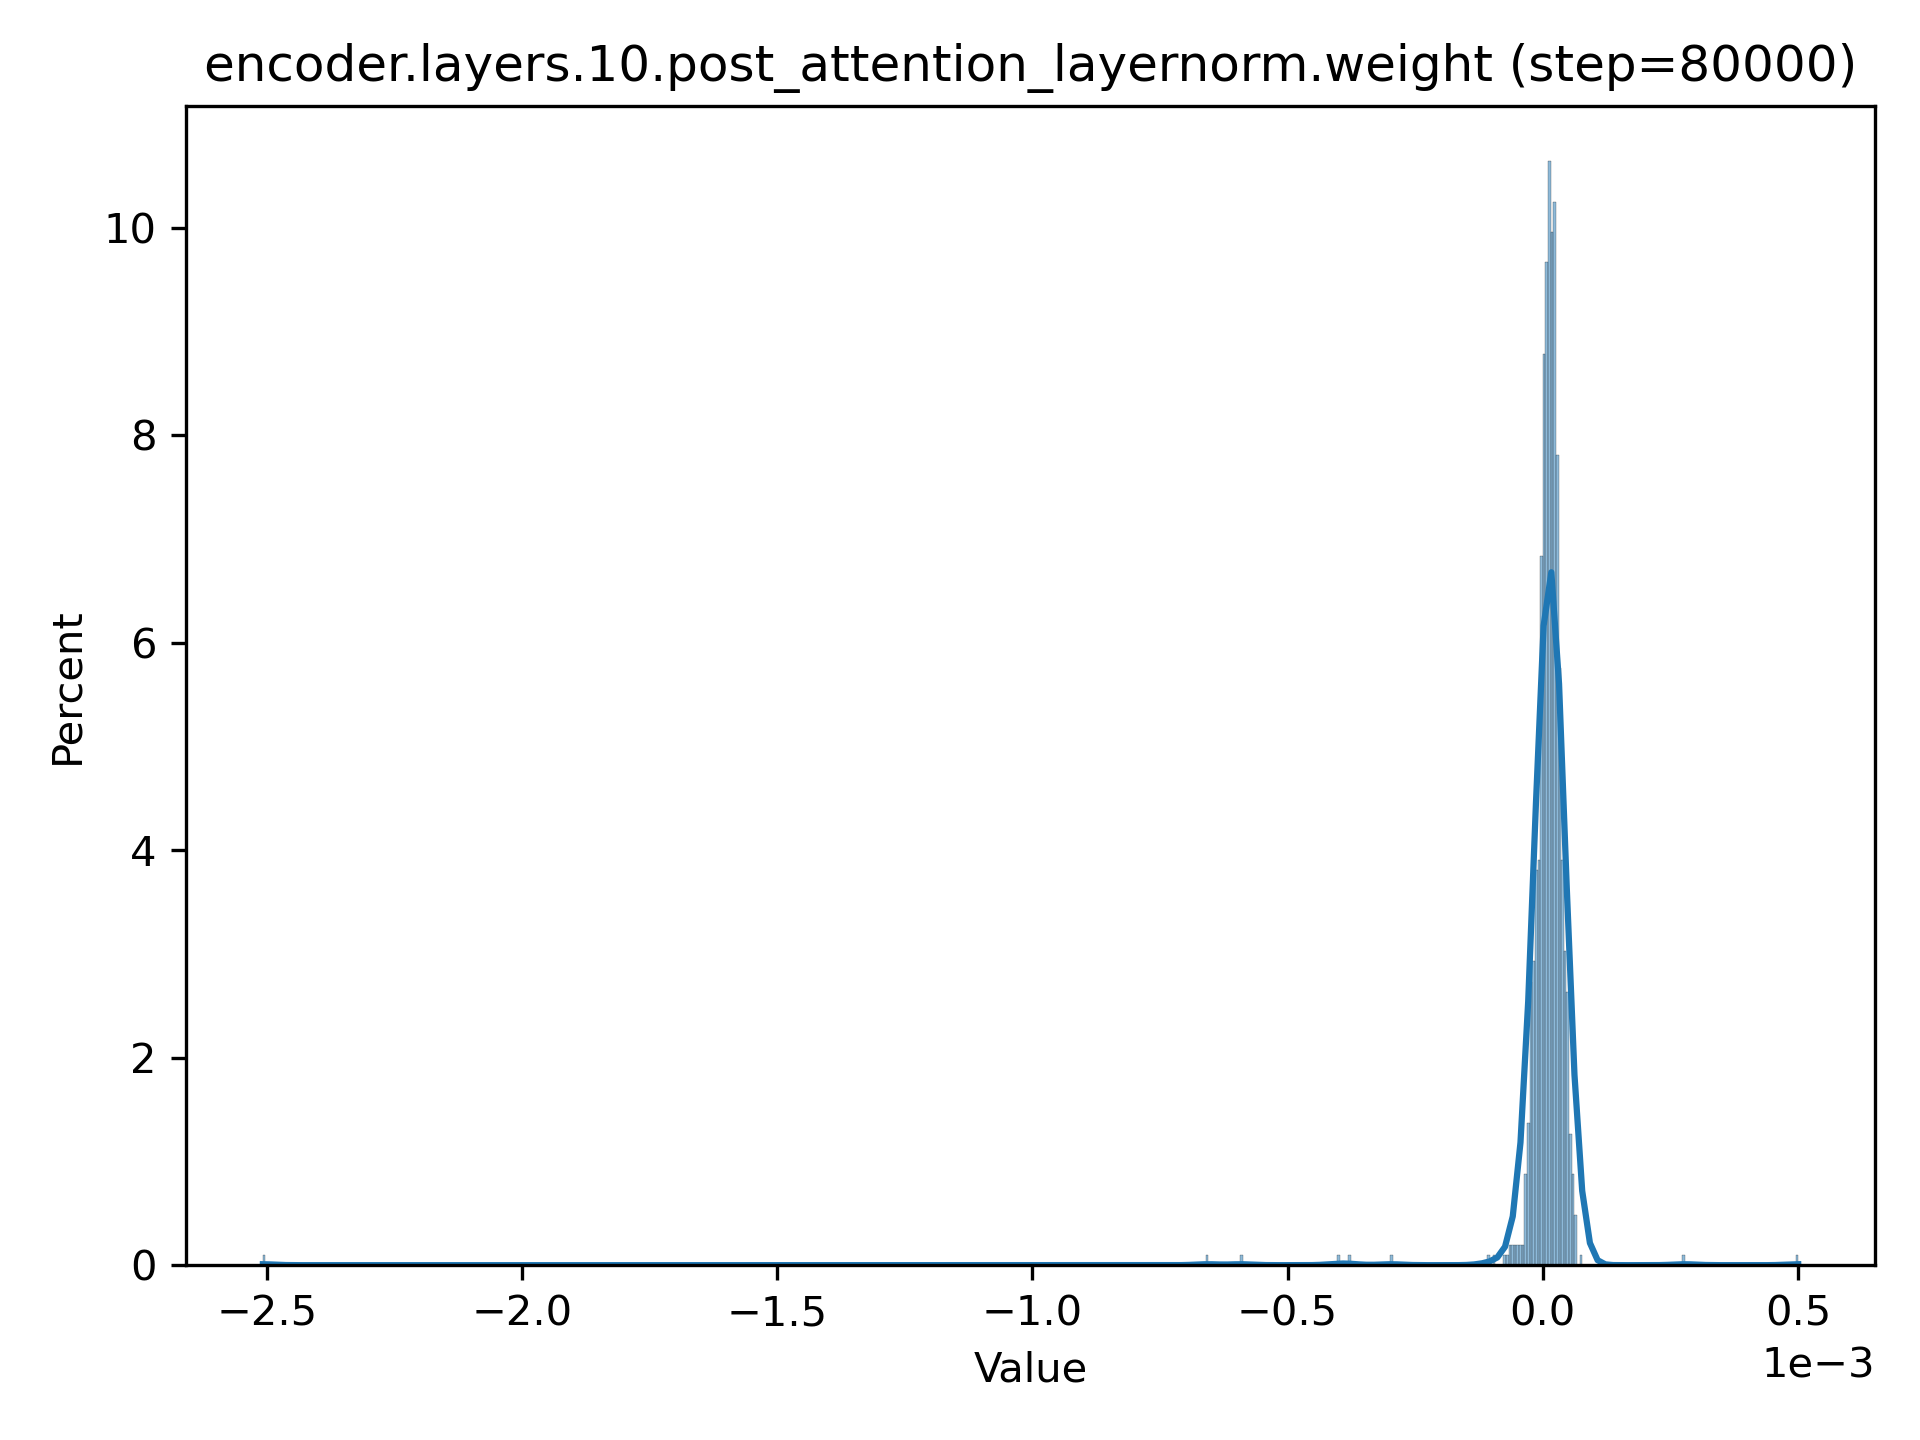 encoder.layers.10.post_attention_layernorm.weight (step=80000)
Percent
10
8
6
4
2
0
−2.5 −2.0 −1.5 −1.0 −0.5 0.0 0.5
1e−3
Value